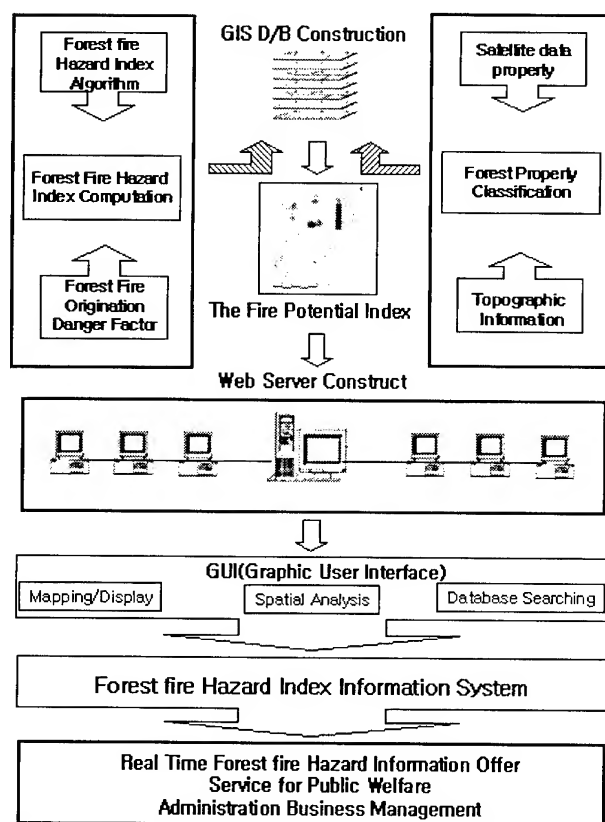 Forest fire
Hazard Index
Algorithm
Forest Fire Hazard
Index Computation
Forest Fire
Origination
Danger Factor
GIS D/B Construction
The Fire Potential Index
Satellite data
property
Forest Properly
Classification
Topographic
Information
Web Server Construct
GUI(Graphic User Interface)
Mapping/Display
Spatial Analysis
Database Searching
Forest fire Hazard Index Information System
Real Time Forest fire Hazard Information Offer
Service for Public Welfare
Administration Business Management